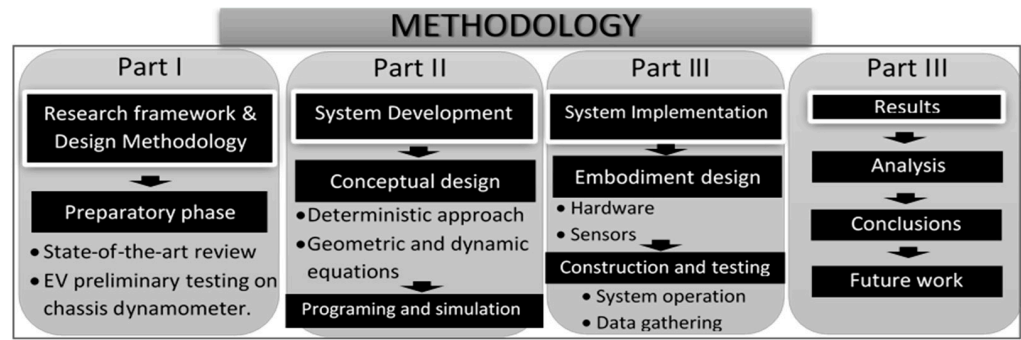 METHODOLOGY
Part I
Research framework &
Design Methodology
Preparatory phase
• State-of-the-art review
• EV preliminary testing on
chassis dynamometer.
Part II
System Development
Conceptual design
• Deterministic approach
• Geometric and dynamic
equations
Programing and simulation
Part III
System Implementation
Embodiment design
• Hardware
• Sensors
Construction and testing
• System operation
• Data gathering
Part III
Results
Analysis
Conclusions
Future work